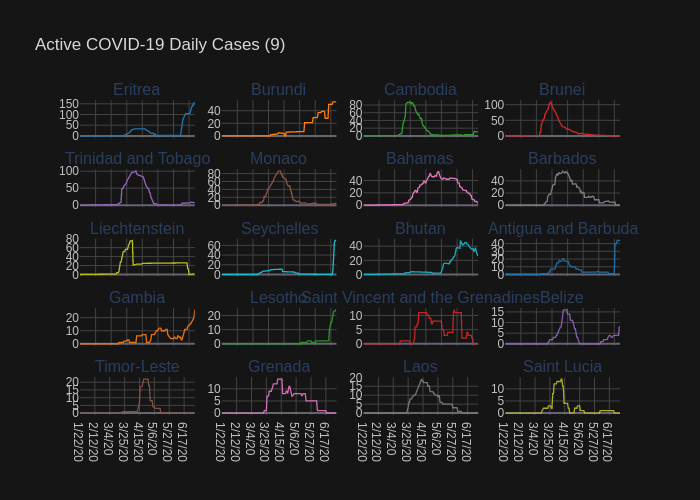 Active COVID-19 Daily Cases (9)
Eritrea Burundi Cambodia Brunei
150 100 50 0
40 20 0
80 60 40 20 0
100 50 0
Trinidad and Tobago Monaco Bahamas Barbados
100 50 0
80 60 40 20 0
40 20 0
40 20 0
Liechtenstein Seychelles Bhutan Antigua and Barbuda
80 60 40 20 0
60 40 20 0
40 20 0
40 30 20 10 0
Gambia Lesotho Saint Vincent and the Grenadines Belize
20 10 0
20 10 0
10 5 0
15 10 5 0
Timor-Leste Grenada Laos Saint Lucia
20 15 10 5 0
10 5 0
20 15 10 5 0
10 5 0
1/22/20 2/12/20 3/4/20 3/25/20 4/15/20 5/6/20 5/27/20 6/17/20
1/22/20 2/12/20 3/4/20 3/25/20 4/15/20 5/6/20 5/27/20 6/17/20
1/22/20 2/12/20 3/4/20 3/25/20 4/15/20 5/6/20 5/27/20 6/17/20
1/22/20 2/12/20 3/4/20 3/25/20 4/15/20 5/6/20 5/27/20 6/17/20